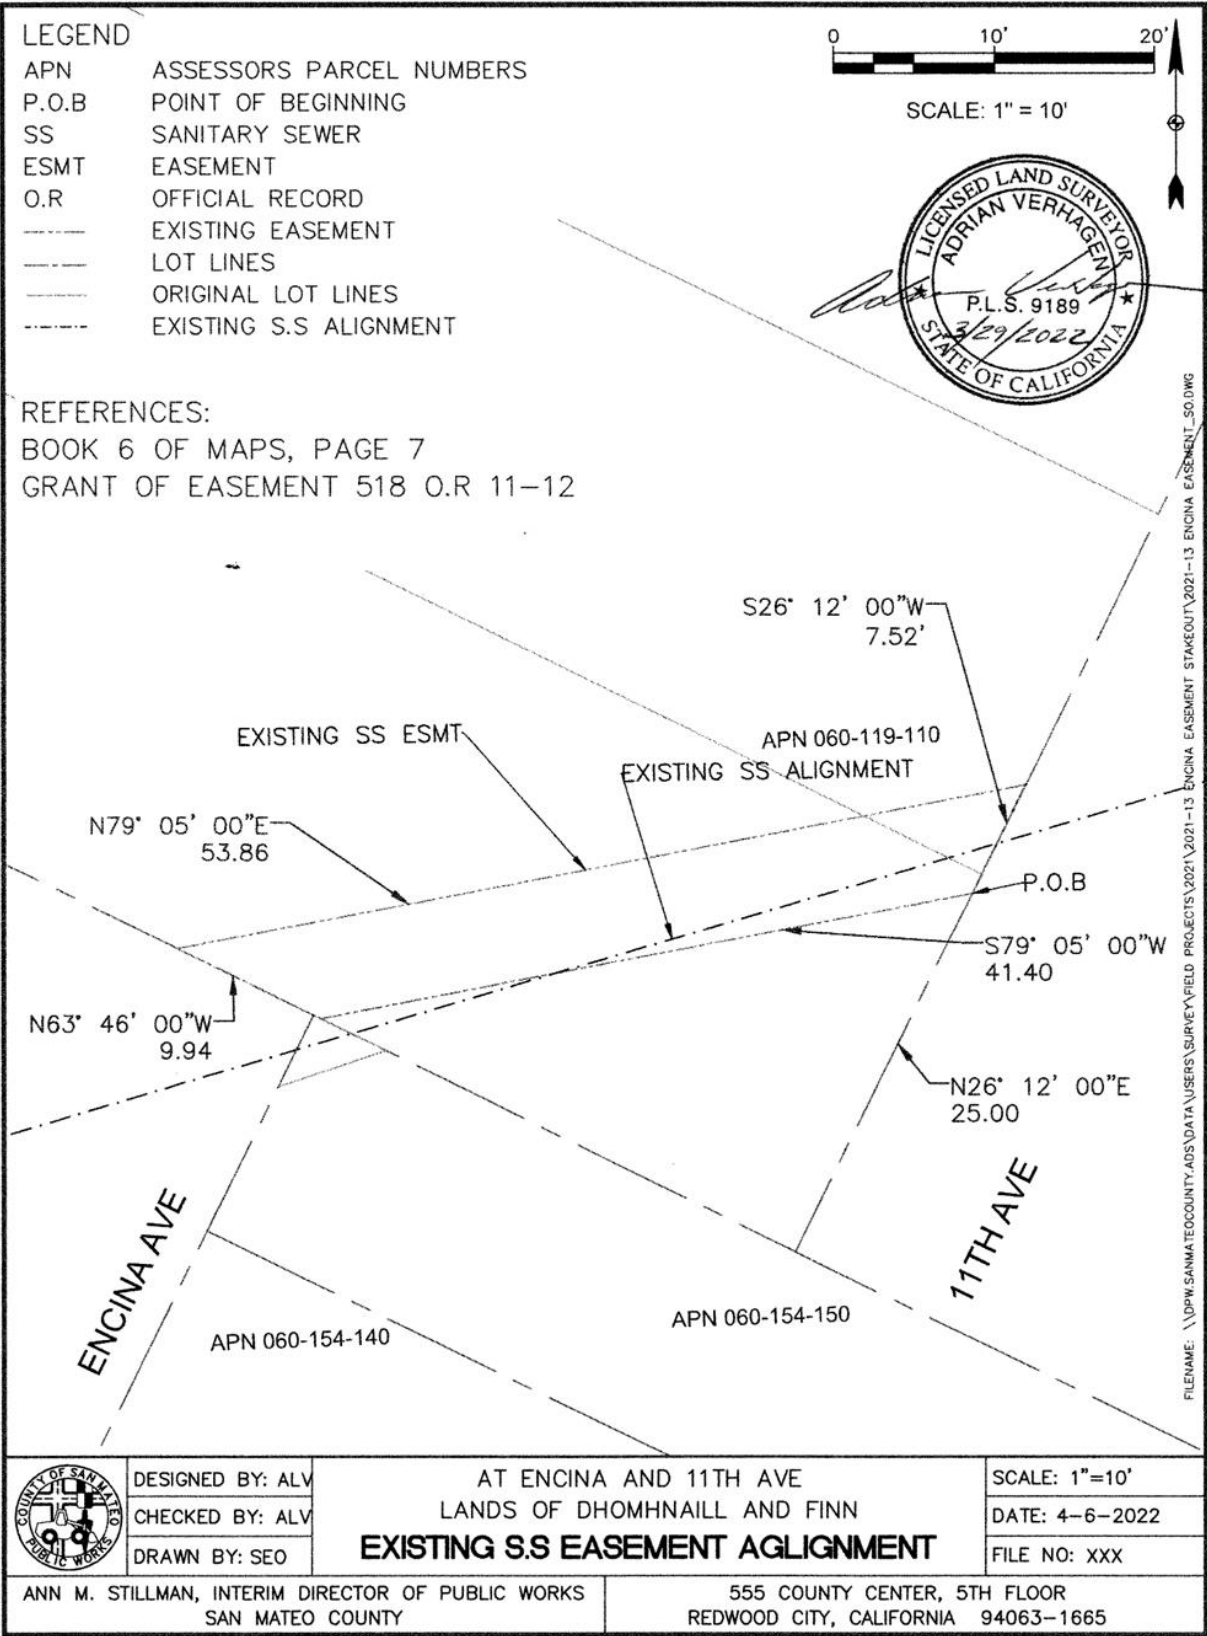 LEGEND
APN ASSESSORS PARCEL NUMBERS
P.O.B POINT OF BEGINNING
SS SANITARY SEWER
ESMT EASEMENT
O.R OFFICIAL RECORD
EXISTING EASEMENT
LOT LINES
ORIGINAL LOT LINES
EXISTING S.S ALIGNMENT
0 10' 20'
SCALE: 1" = 10'
LICENSED LAND SURVEYOR
ADRIAN VERHAGEN
P.L.S. 9189
3/29/2022
STATE OF CALIFORNIA
REFERENCES:
BOOK 6 OF MAPS, PAGE 7
GRANT OF EASEMENT 518 O.R 11-12
S26° 12' 00"W
7.52'
EXISTING SS ESMT
APN 060-119-110
EXISTING SS ALIGNMENT
N79° 05' 00"E
53.86
P.O.B
S79° 05' 00"W
41.40
N63° 46' 00"W
9.94
N26° 12' 00"E
25.00
ENCINA AVE
11TH AVE
APN 060-154-140
APN 060-154-150
FILENAME: \\DPW.SANMATEOCOUNTY.ADS\DATA\USERS\SURVEY\FIELD PROJECTS\2021\2021-13 ENCINA EASEMENT STAKEOUT\2021-13 ENCINA EASEMENT_SO.DWG
COUNTY OF SAN MATEO
PUBLIC WORKS
DESIGNED BY: ALV
CHECKED BY: ALV
DRAWN BY: SEO
AT ENCINA AND 11TH AVE
LANDS OF DHOMHNAILL AND FINN
EXISTING S.S EASEMENT AGLIGNMENT
SCALE: 1"=10'
DATE: 4-6-2022
FILE NO: XXX
ANN M. STILLMAN, INTERIM DIRECTOR OF PUBLIC WORKS
SAN MATEO COUNTY
555 COUNTY CENTER, 5TH FLOOR
REDWOOD CITY, CALIFORNIA 94063-1665